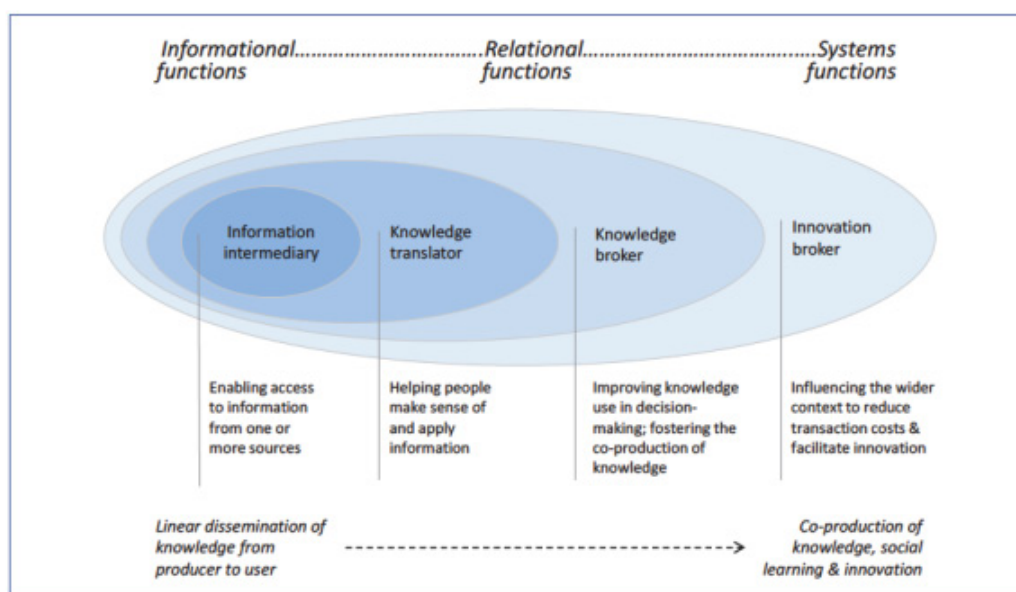 Informational……………………………..Relational………………………………..…..Systems
functions functions functions
Information
intermediary
Knowledge
translator
Knowledge
broker
Innovation
broker
Enabling access
to information
from one or
more sources
Helping people
make sense of
and apply
information
Improving knowledge
use in decision-
making; fostering the
co-production of
knowledge
Influencing the wider
context to reduce
transaction costs &
facilitate innovation
Linear dissemination of
knowledge from
producer to user
Co-production of
knowledge, social
learning & innovation